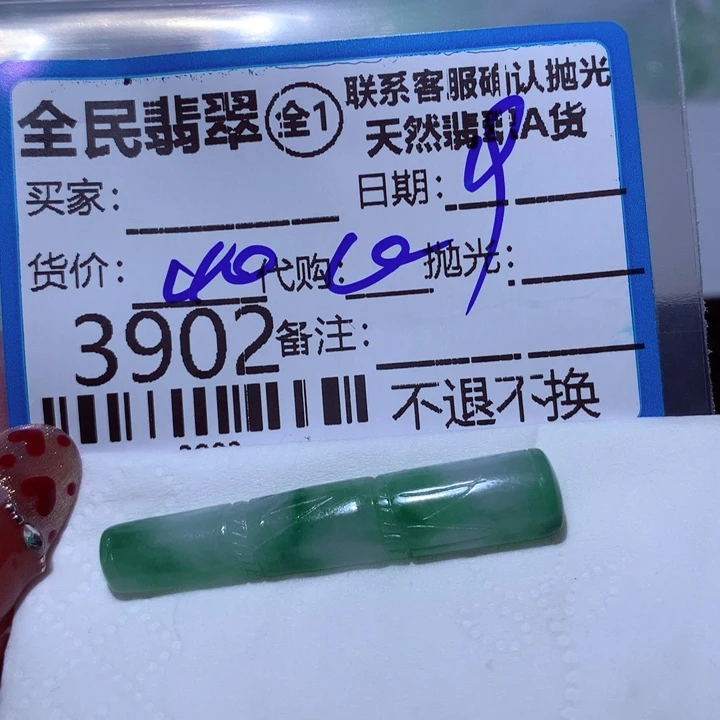 全民翡翠 全1 联系客服确认抛光
天然翡翠A货
买家: 日期: 9
货价: 代购: 抛光:
3902 备注:
不退不换